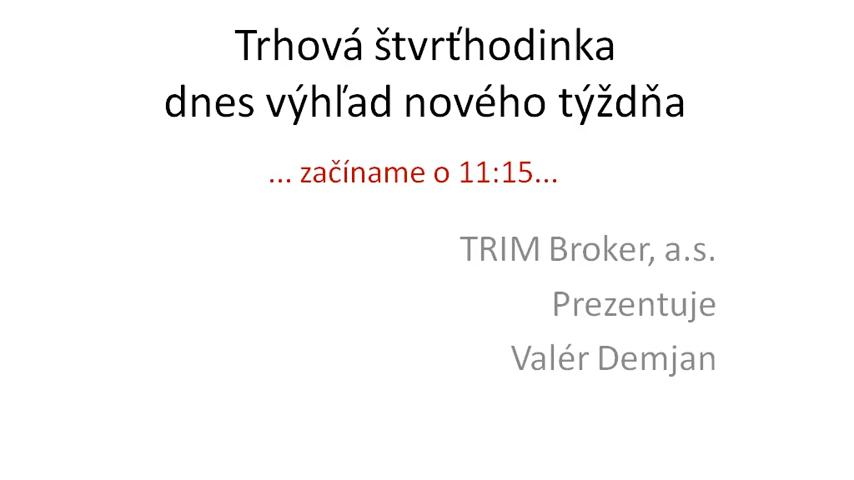 Trhová štvrťhodinka
dnes výhľad nového týždňa
... začíname o 11:15...
TRIM Broker, a.s.
Prezentuje
Valér Demjan